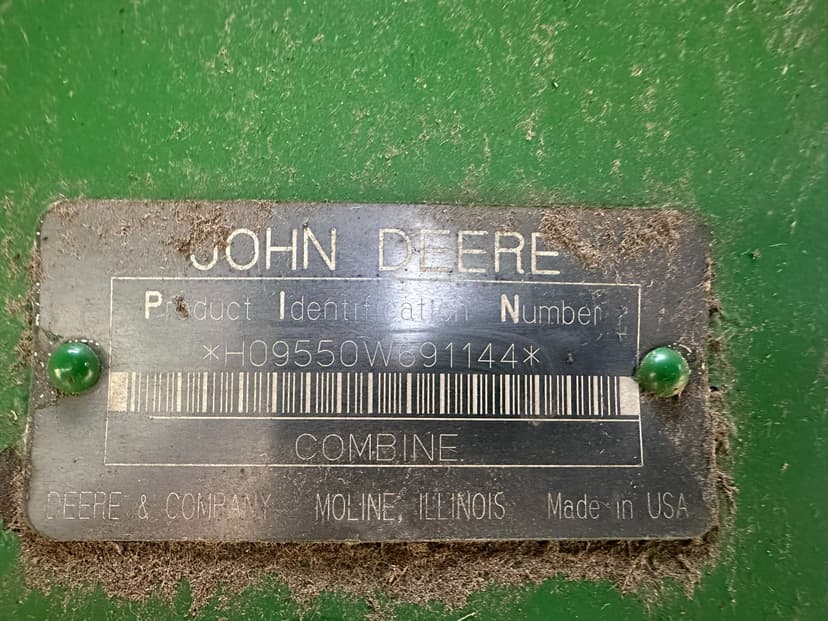 JOHN DEERE
Product Identification Number
*H09550W691144*
COMBINE
DEERE & COMPANY MOLINE, ILLINOIS Made in USA